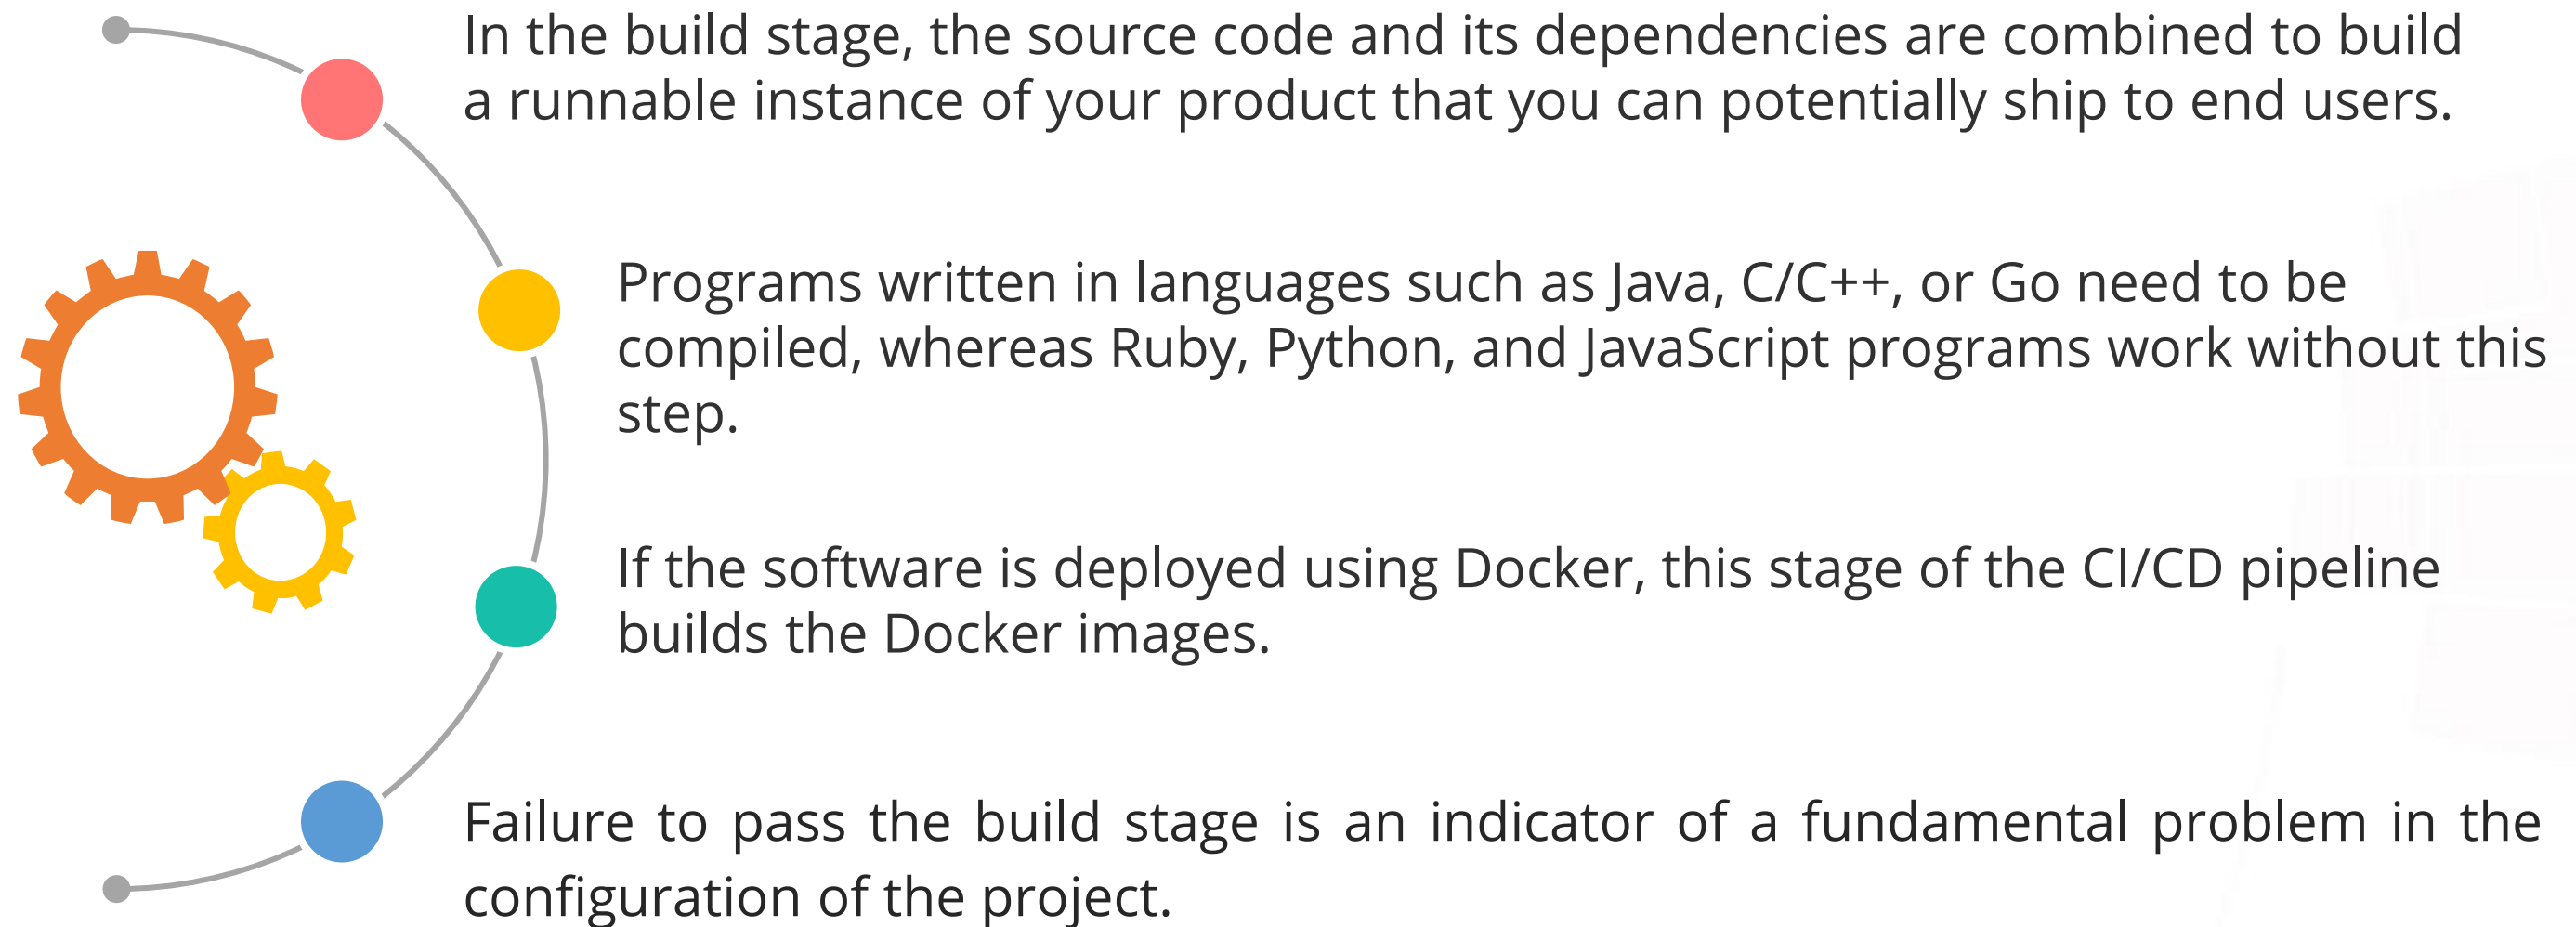 In the build stage, the source code and its dependencies are combined to build
a runnable instance of your product that you can potentially ship to end users.
Programs written in languages such as Java, C/C++, or Go need to be
compiled, whereas Ruby, Python, and JavaScript programs work without this
step.
If the software is deployed using Docker, this stage of the CI/CD pipeline
builds the Docker images.
Failure to pass the build stage is an indicator of a fundamental problem in the
configuration of the project.